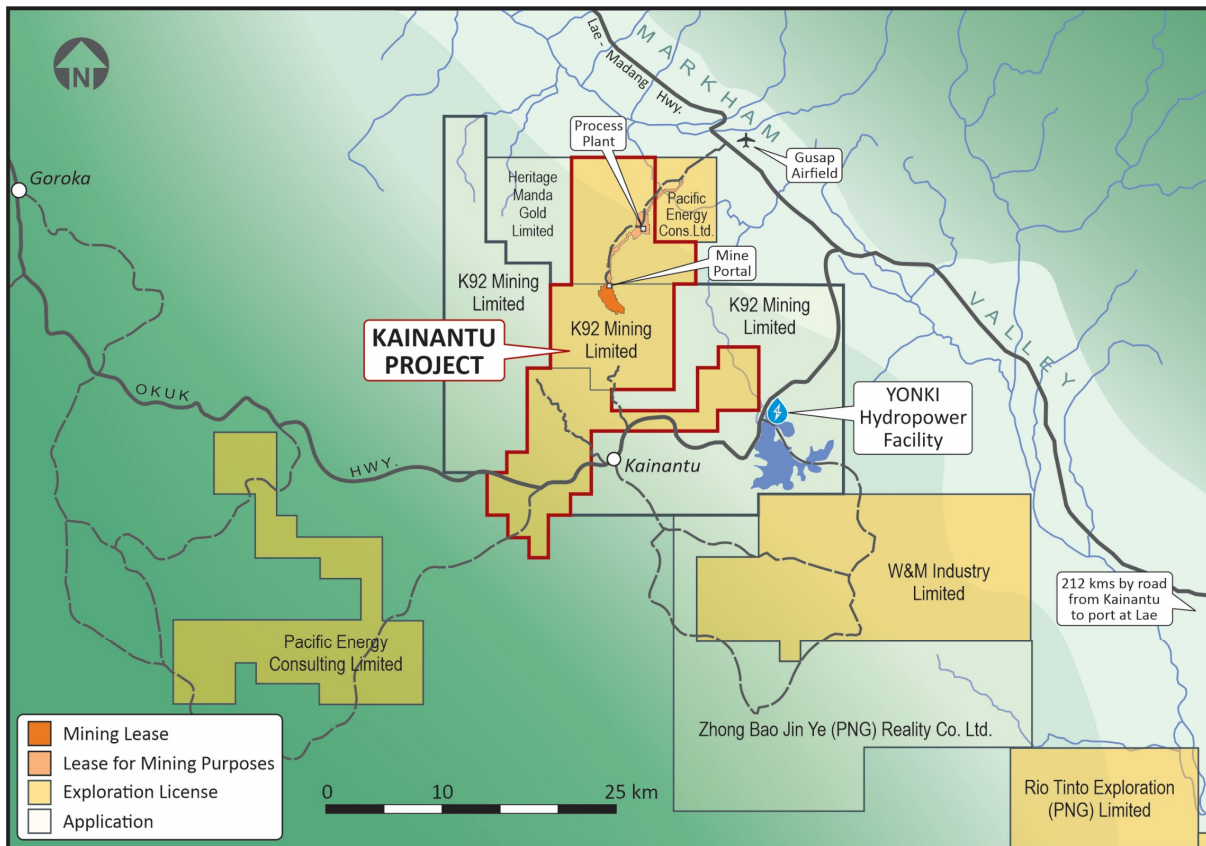 N
Lae - Madang Hwy.
MARKHAM
VALLEY
Process
Plant
Gusap
Airfield
Goroka
Heritage
Manda
Gold
Limited
Pacific
Energy
Cons.Ltd.
Mine
Portal
K92 Mining
Limited
K92 Mining
Limited
K92 Mining
Limited
KAINANTU
PROJECT
OKUK
HWY.
YONKI
Hydropower
Facility
Kainantu
W&M Industry
Limited
212 kms by road
from Kainantu
to port at Lae
Pacific Energy
Consulting Limited
Zhong Bao Jin Ye (PNG) Reality Co. Ltd.
Rio Tinto Exploration
(PNG) Limited
Mining Lease
Lease for Mining Purposes
Exploration License
Application
0 10 25 km